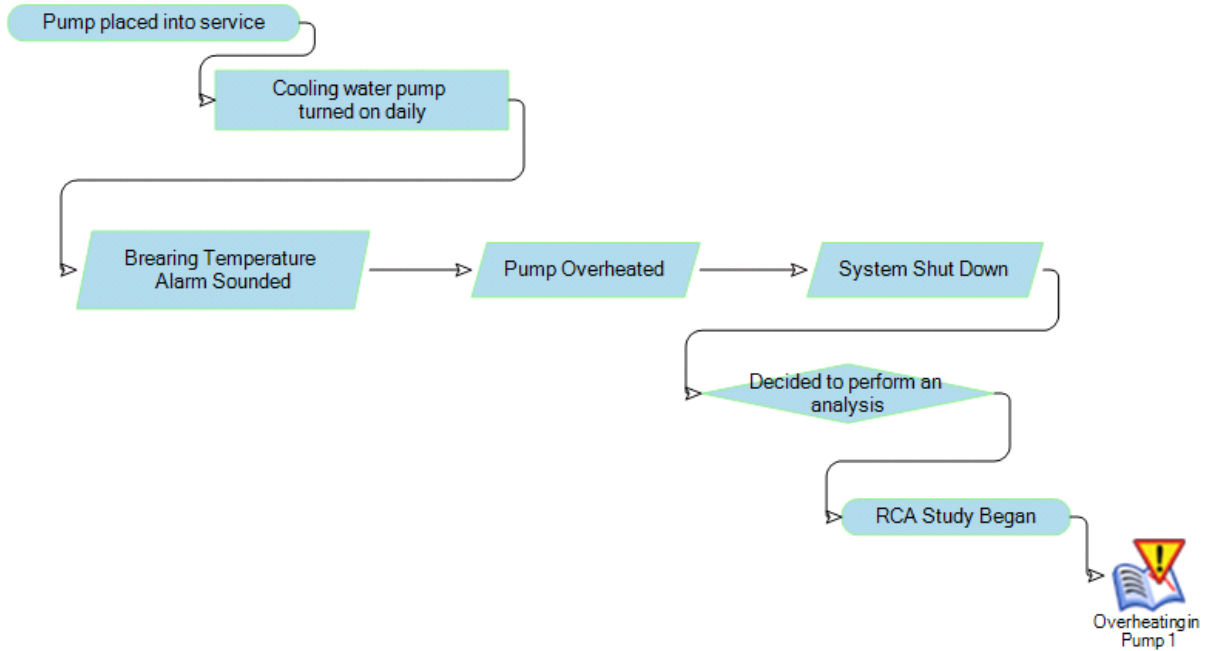 Pump placed into service
Cooling water pump
turned on daily
Brearing Temperature
Alarm Sounded
Pump Overheated
System Shut Down
Decided to perform an
analysis
RCA Study Began
Overheating in
Pump 1